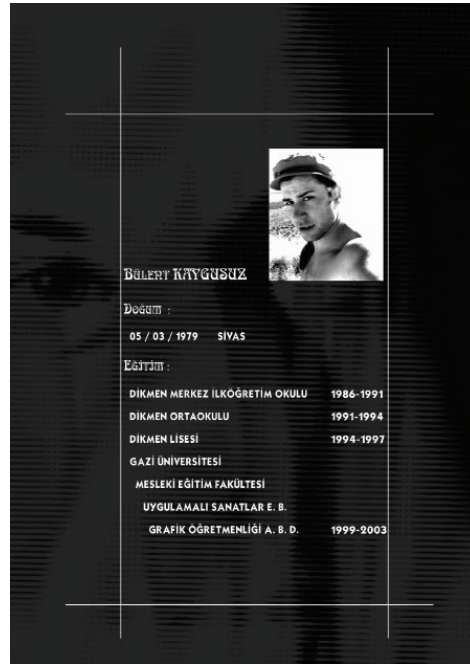 BÜLENT KAYGUSUZ
DOĞUM :
05 / 03 / 1979 SİVAS
EĞİTİM :
DİKMEN MERKEZ İLKÖĞRETİM OKULU 1986-1991
DİKMEN ORTAOKULU 1991-1994
DİKMEN LİSESİ 1994-1997
GAZİ ÜNİVERSİTESİ
MESLEKİ EĞİTİM FAKÜLTESİ
UYGULAMALI SANATLAR E. B.
GRAFİK ÖĞRETMENLİĞİ A. B. D. 1999-2003